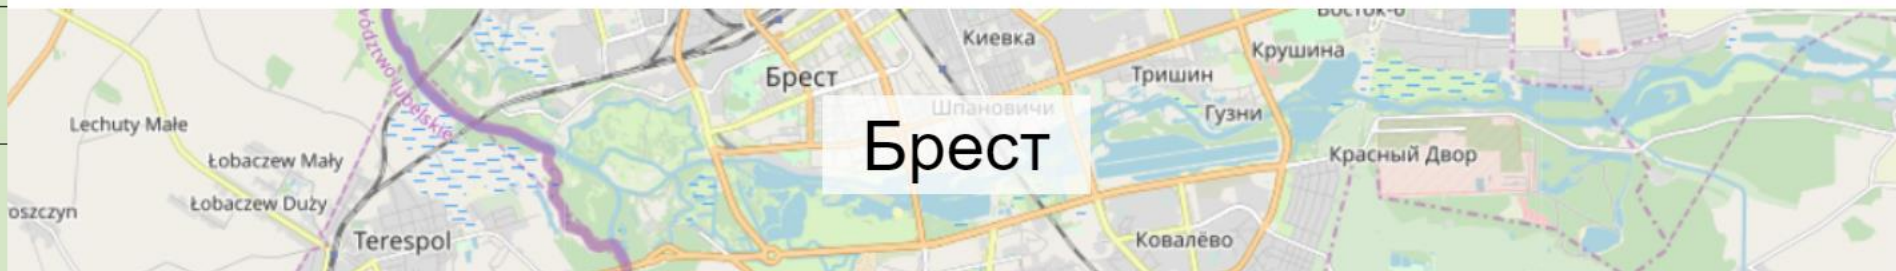 Восток-6
Киевка
Крушина
Брест
Тришин
Шпановичи
Гузни
Lechuty Małe
Брест
Łobaczew Mały
Красный Двор
Łobaczew Duży
Terespol
Ковалёво